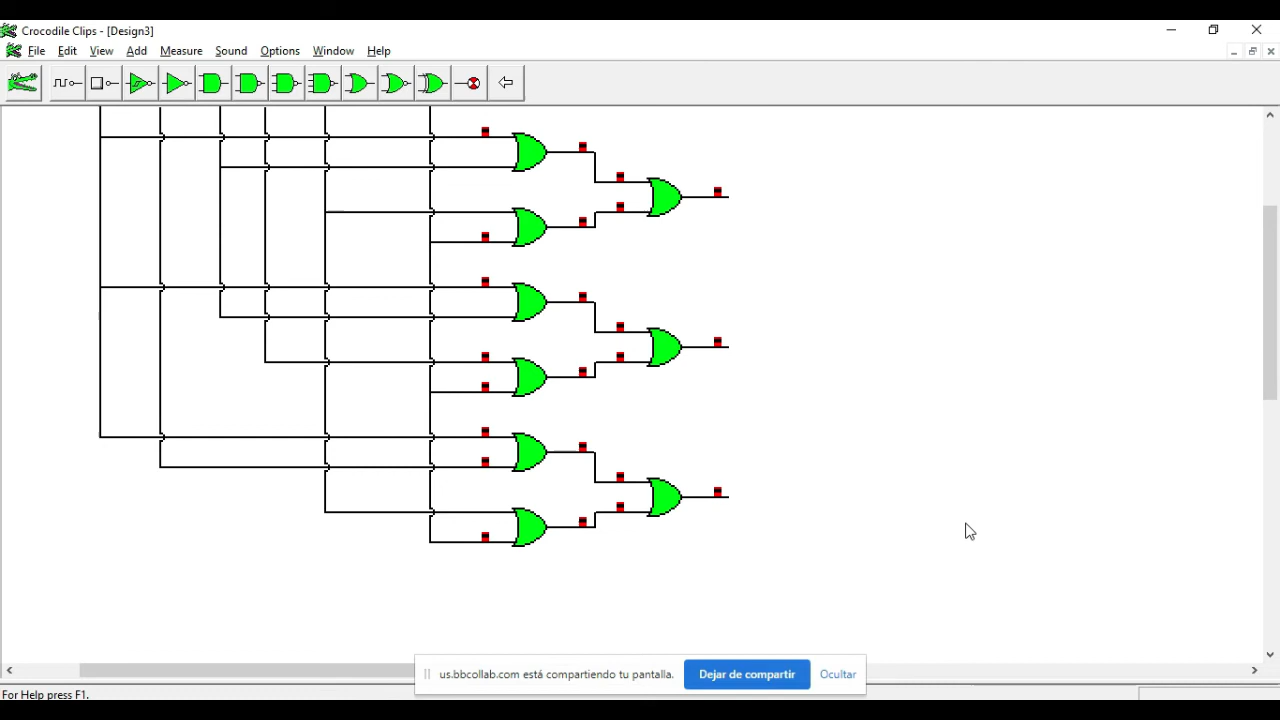 Crocodile Clips - [Design3]
File Edit View Add Measure Sound Options Window Help
us.bbcollab.com está compartiendo tu pantalla. Dejar de compartir Ocultar
For Help press F1.